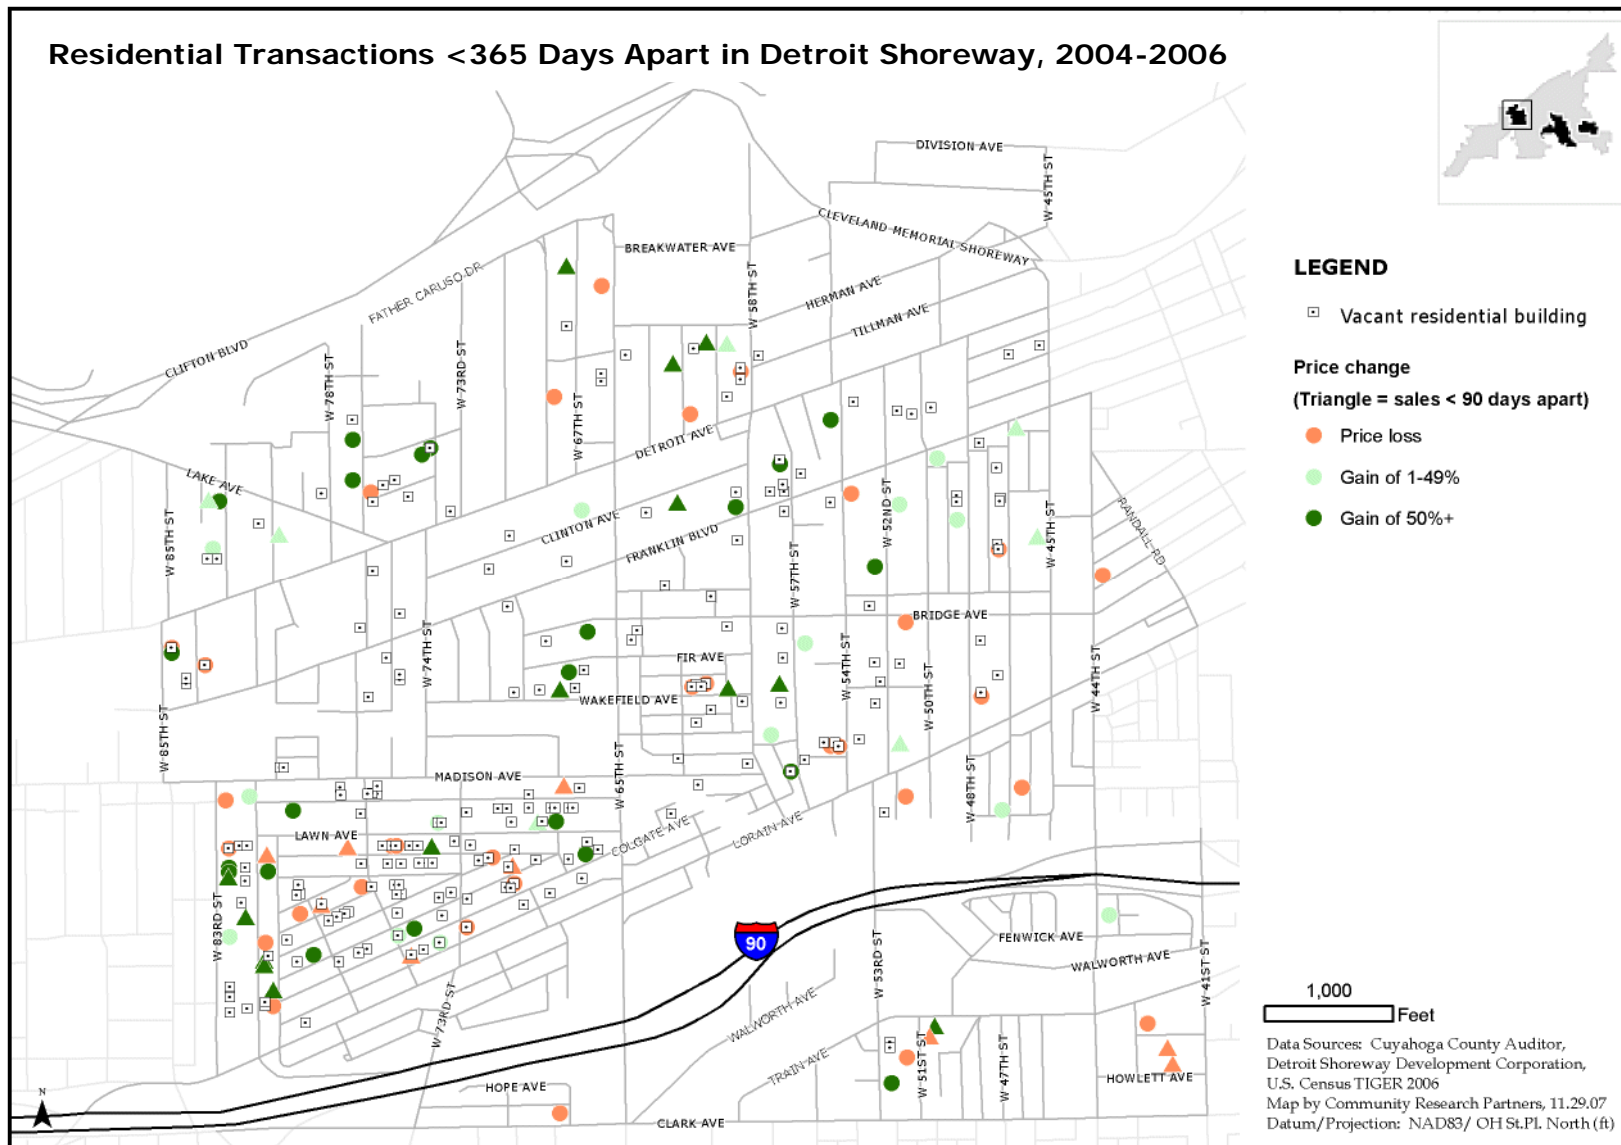 Residential Transactions <365 Days Apart in Detroit Shoreway, 2004-2006
DIVISION AVE
W 45TH ST
CLEVELAND MEMORIAL SHOREWAY
BREAKWATER AVE
FATHER CARUSO DR
W 58TH ST
HERMAN AVE
TILLMAN AVE
CLIFTON BLVD
W 78TH ST
W 73RD ST
W 67TH ST
DETROIT AVE
LAKE AVE
CLINTON AVE
FRANKLIN BLVD
W 85TH ST
W 57TH ST
W 52ND ST
W 45TH ST
RANDALL RD
BRIDGE AVE
W 74TH ST
FIR AVE
WAKEFIELD AVE
W 54TH ST
W 50TH ST
W 44TH ST
W 85TH ST
MADISON AVE
W 65TH ST
W 48TH ST
LAWN AVE
COLGATE AVE
LORAIN AVE
W 83RD ST
90
W 53RD ST
FENWICK AVE
WALWORTH AVE
W 41ST ST
W 73RD ST
WALWORTH AVE
TRAIN AVE
W 51ST ST
W 47TH ST
HOWLETT AVE
HOPE AVE
CLARK AVE
N
LEGEND
Vacant residential building
Price change
(Triangle = sales < 90 days apart)
Price loss
Gain of 1-49%
Gain of 50%+
1,000
Feet
Data Sources: Cuyahoga County Auditor,
Detroit Shoreway Development Corporation,
U.S. Census TIGER 2006
Map by Community Research Partners, 11.29.07
Datum/Projection: NAD83/ OH St.Pl. North (ft)